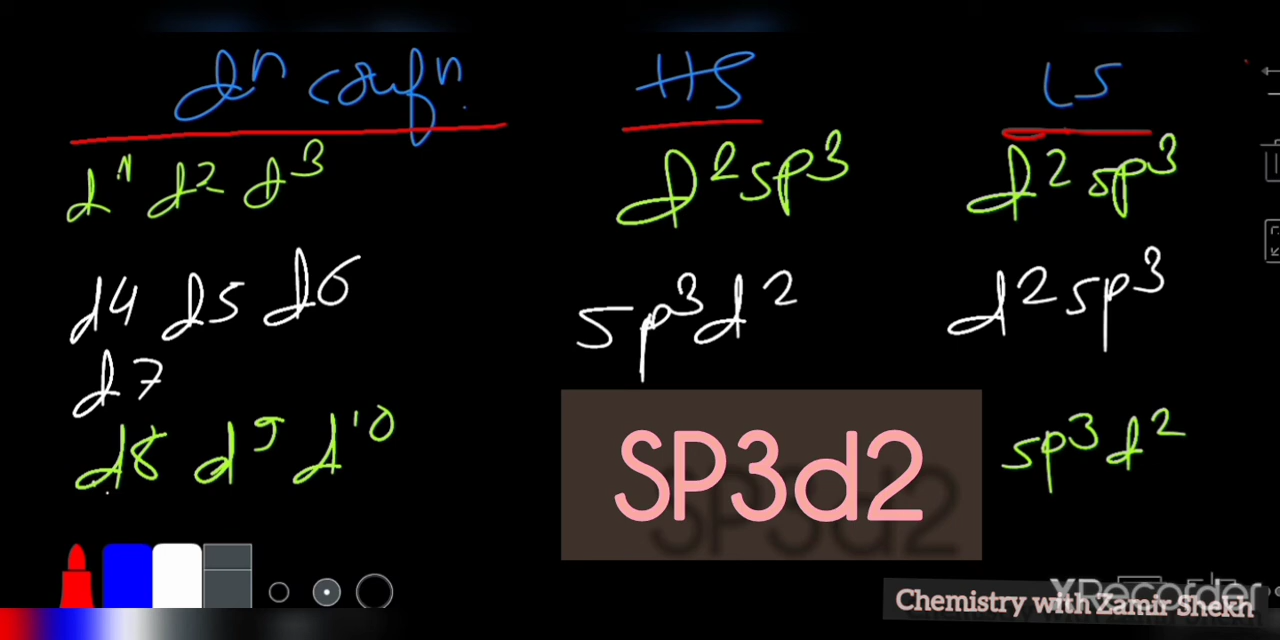 dⁿ confⁿ. HS LS
d¹ d² d³ d²sp³ d²sp³
d4 d5 d6 sp³d² d²sp³
d7
d8 d⁹ d¹⁰ SP3d2 sp³d²
XRecorder
Chemistry with Zamir Shekh